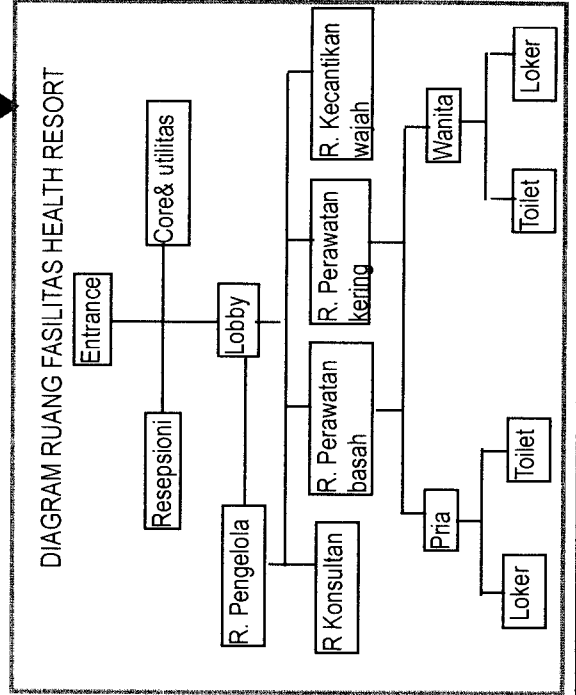 DIAGRAM RUANG FASILITAS HEALTH RESORT
Entrance
Resepsioni
Core& utilitas
R. Pengelola
Lobby
R Konsultan
R. Perawatan
basah
R. Perawatan
kering
R. Kecantikan
wajah
Pria
Wanita
Loker
Toilet
Toilet
Loker